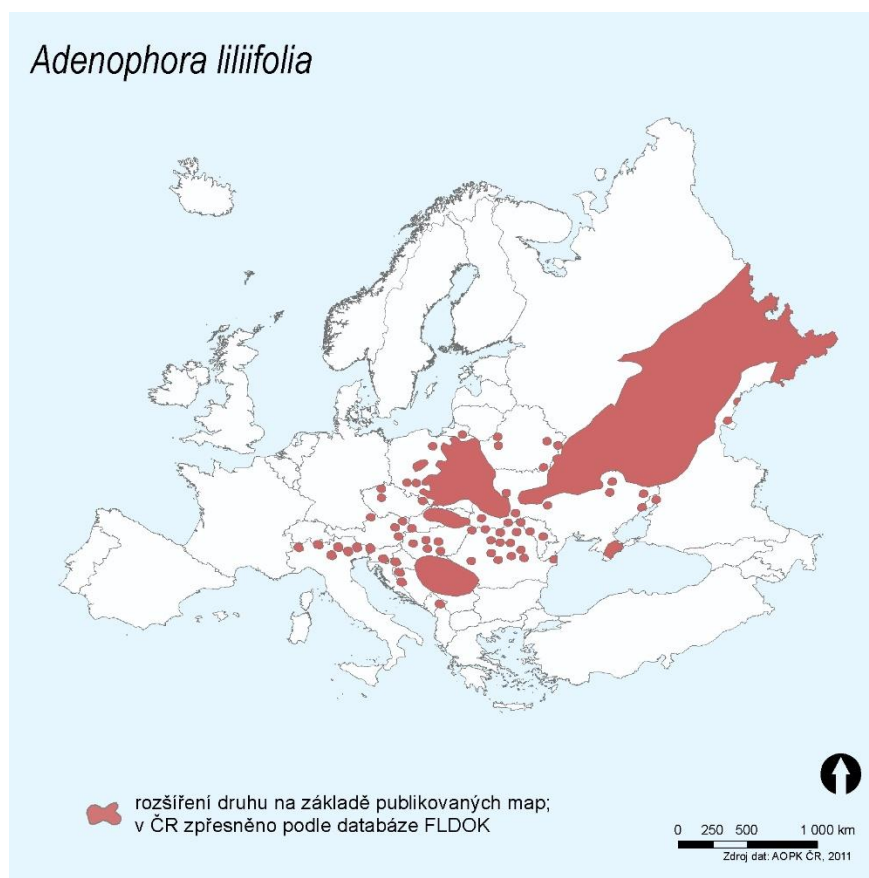 Adenophora liliifolia
rozšíření druhu na základě publikovaných map;
v ČR zpřesněno podle databáze FLDOK
0 250 500 1 000 km
Zdroj dat: AOPK ČR, 2011